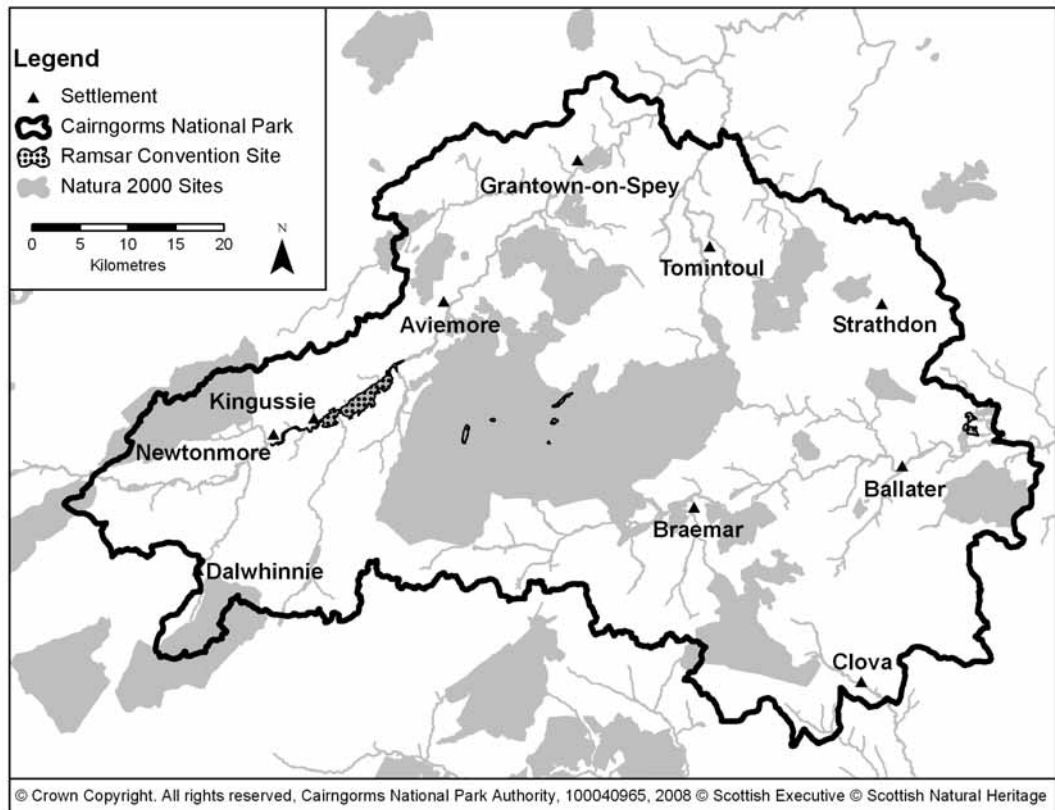 Legend
Settlement
Cairngorms National Park
Ramsar Convention Site
Natura 2000 Sites
0 5 10 15 20
Kilometres
N
Grantown-on-Spey
Tomintoul
Aviemore
Strathdon
Kingussie
Newtonmore
Ballater
Braemar
Dalwhinnie
Clova
© Crown Copyright. All rights reserved, Cairngorms National Park Authority, 100040965, 2008 © Scottish Executive © Scottish Natural Heritage